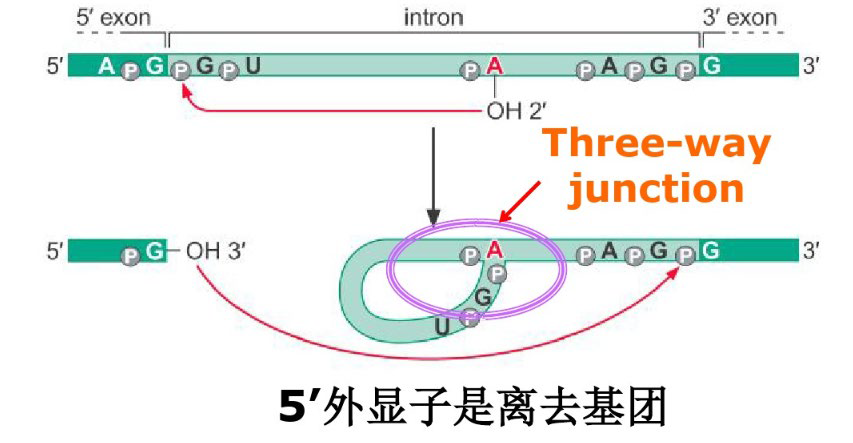 5′ exon intron 3′ exon
5′ A P G P G P U P A P A P G P G 3′
OH 2′
Three-way
junction
5′ P G OH 3′ P A P A P G P G 3′
P
G
U P
5′外显子是离去基团